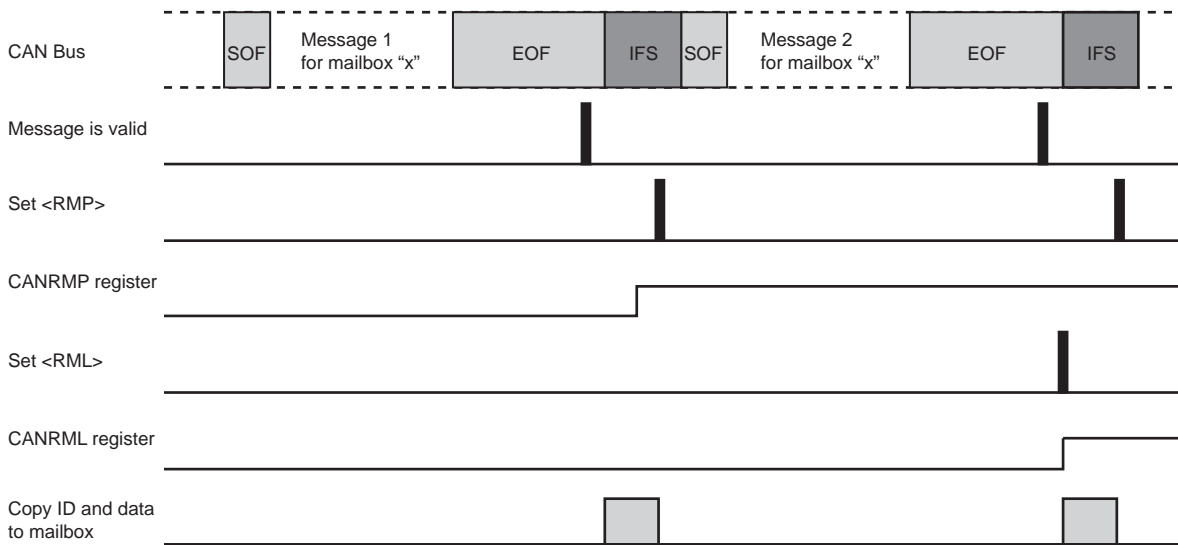 CAN Bus
SOF
Message 1
for mailbox “x”
EOF
IFS
SOF
Message 2
for mailbox “x”
EOF
IFS
Message is valid
Set <RMP>
CANRMP register
Set <RML>
CANRML register
Copy ID and data
to mailbox